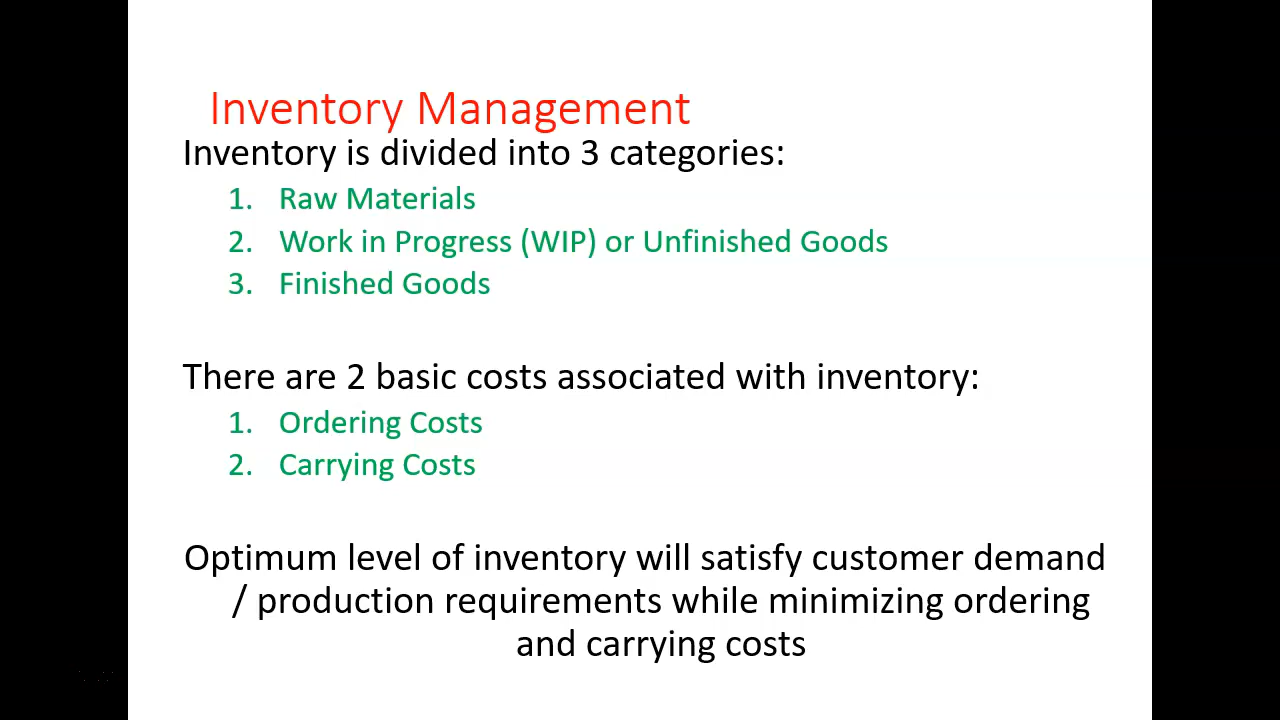 Inventory Management
Inventory is divided into 3 categories:
1. Raw Materials
2. Work in Progress (WIP) or Unfinished Goods
3. Finished Goods
There are 2 basic costs associated with inventory:
1. Ordering Costs
2. Carrying Costs
Optimum level of inventory will satisfy customer demand
/ production requirements while minimizing ordering
and carrying costs